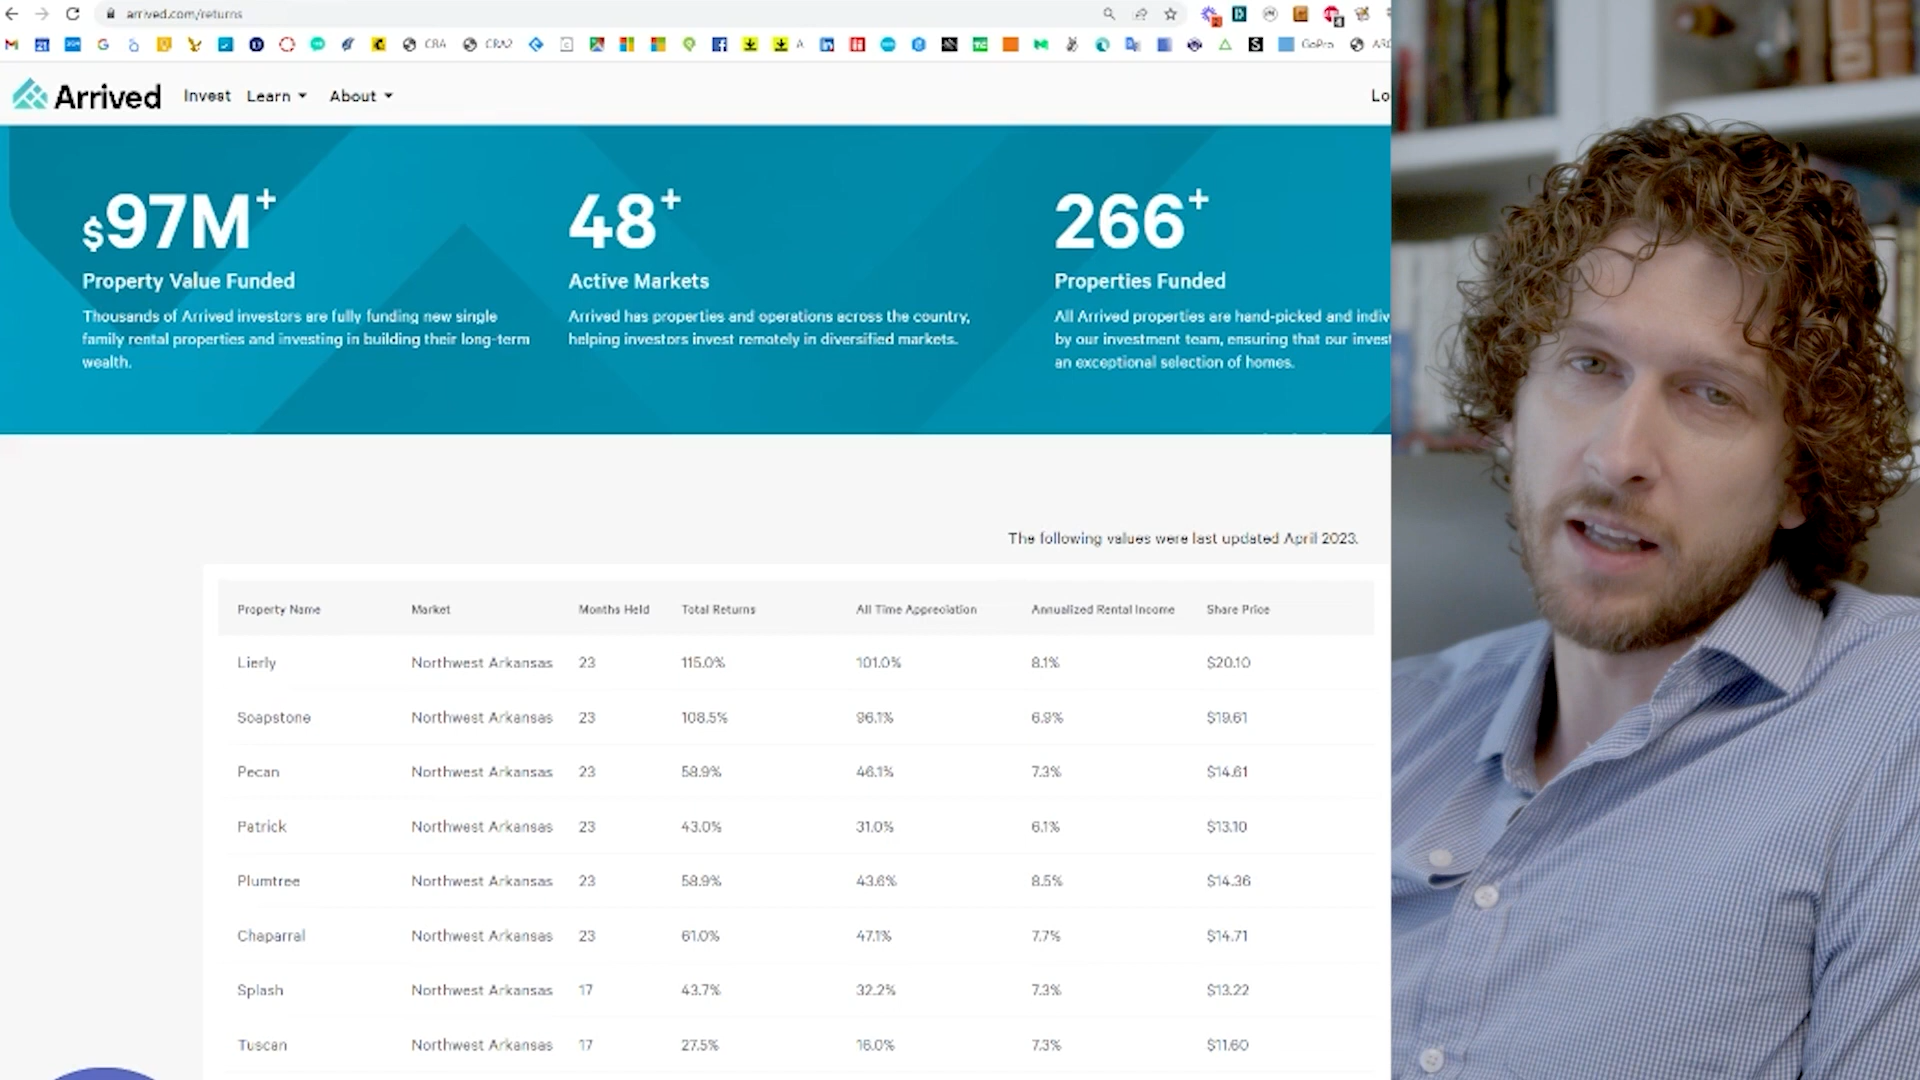 arrived.com/returns
CRA
CRA2
A
GoPro
Arrived
Invest
Learn
About
Lo
$97M+
Property Value Funded
Thousands of Arrived investors are fully funding new single
family rental properties and investing in building their long-term
wealth.
48+
Active Markets
Arrived has properties and operations across the country,
helping investors invest remotely in diversified markets.
266+
Properties Funded
All Arrived properties are hand-picked and indiv
by our investment team, ensuring that our invest
an exceptional selection of homes.
The following values were last updated April 2023.
Property Name Market Months Held Total Returns All Time Appreciation Annualized Rental Income Share Price
Lierly Northwest Arkansas 23 115.0% 101.0% 8.1% $20.10
Soapstone Northwest Arkansas 23 108.5% 96.1% 6.9% $19.61
Pecan Northwest Arkansas 23 58.9% 46.1% 7.3% $14.61
Patrick Northwest Arkansas 23 43.0% 31.0% 6.1% $13.10
Plumtree Northwest Arkansas 23 58.9% 43.6% 8.5% $14.36
Chaparral Northwest Arkansas 23 61.0% 47.1% 7.7% $14.71
Splash Northwest Arkansas 17 43.7% 32.2% 7.3% $13.22
Tuscan Northwest Arkansas 17 27.5% 16.0% 7.3% $11.60